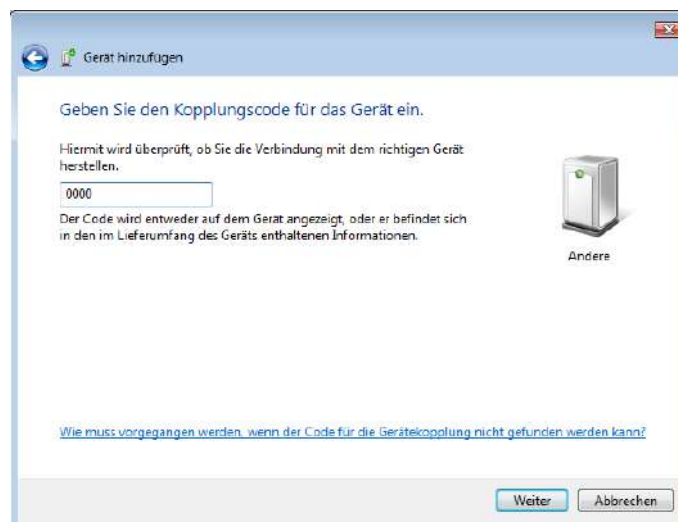 Gerät hinzufügen
Geben Sie den Kopplungscode für das Gerät ein.
Hiermit wird überprüft, ob Sie die Verbindung mit dem richtigen Gerät
herstellen.
0000
Der Code wird entweder auf dem Gerät angezeigt, oder er befindet sich
in den im Lieferumfang des Geräts enthaltenen Informationen.
Andere
Wie muss vorgegangen werden, wenn der Code für die Gerätekopplung nicht gefunden werden kann?
Weiter Abbrechen